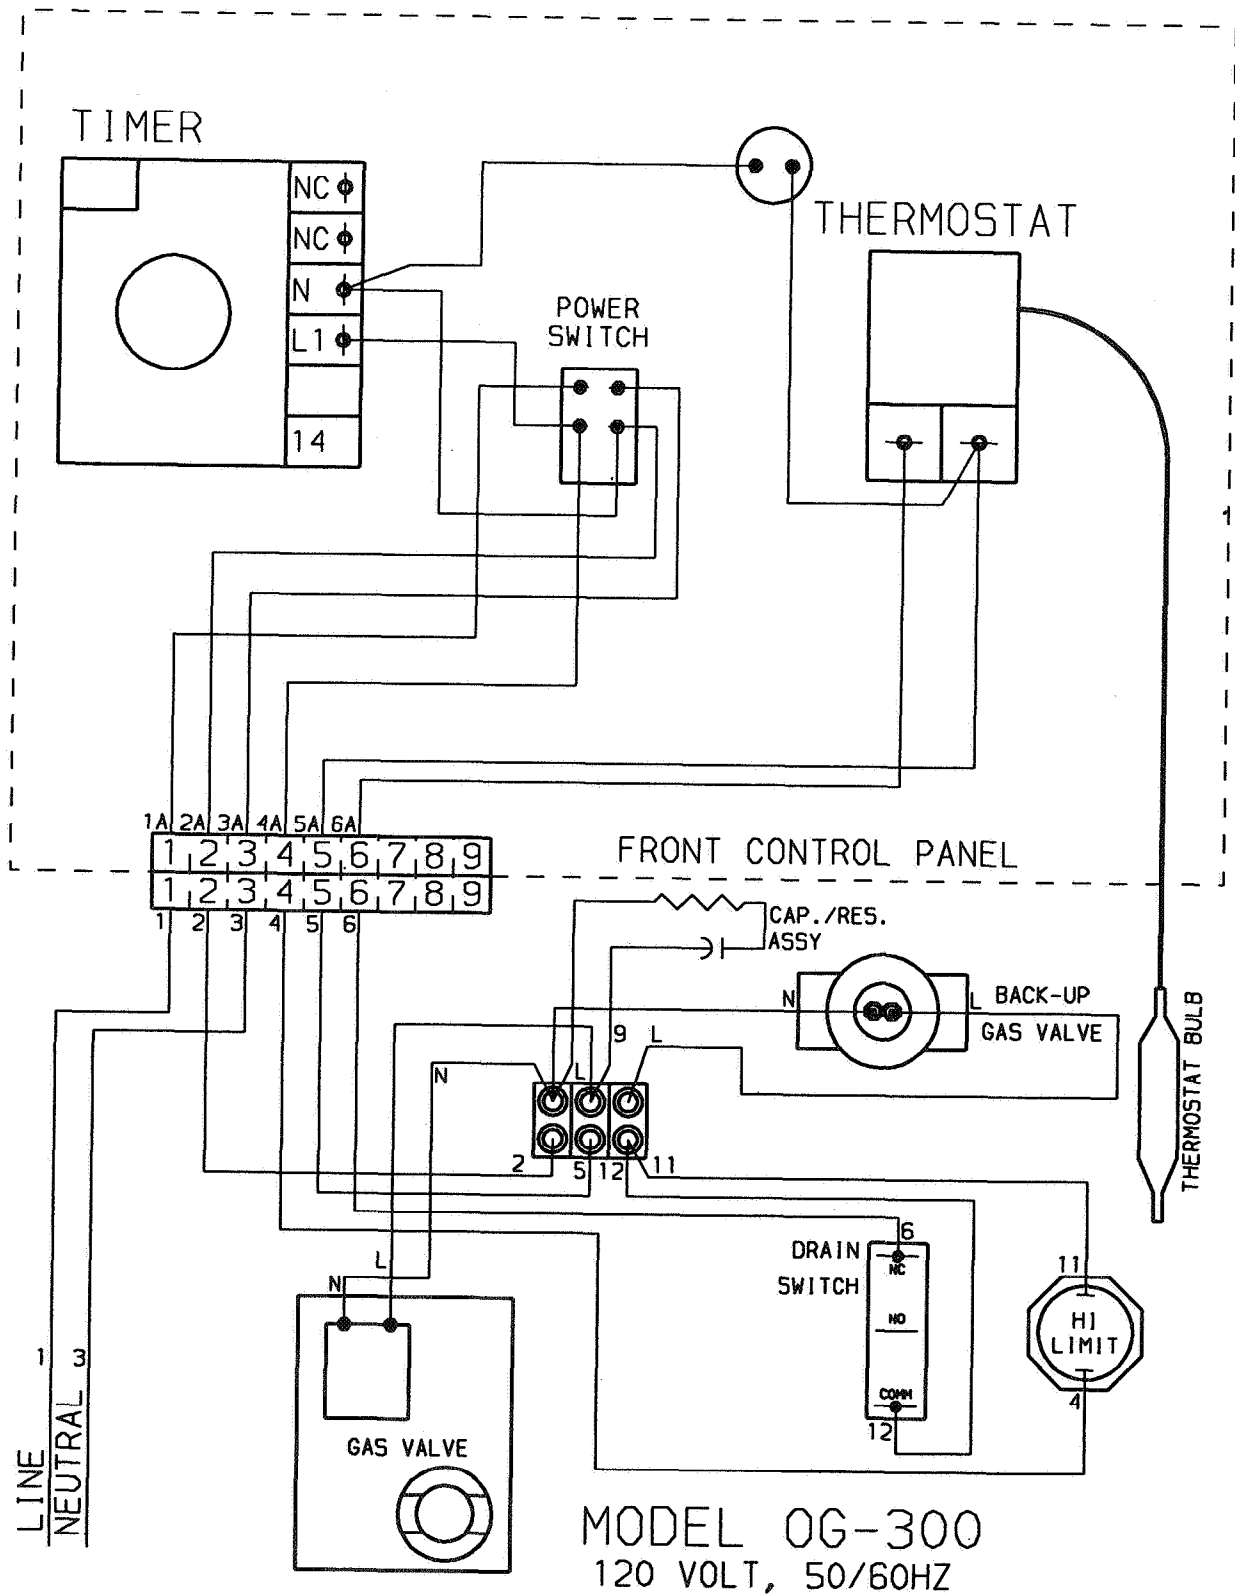 TIMER
NC
NC
N
L1
14
POWER
SWITCH
THERMOSTAT
1A 2A 3A 4A 5A 6A
1 2 3 4 5 6 7 8 9
1 2 3 4 5 6 7 8 9
1 2 3 4 5 6
FRONT CONTROL PANEL
CAP./RES.
ASSY
N
L
BACK-UP
GAS VALVE
THERMOSTAT BULB
9
L
N
L
2
5
12
11
6
DRAIN
SWITCH
NC
NO
COMM
12
11
HI
LIMIT
4
L
N
GAS VALVE
1
3
LINE
NEUTRAL
MODEL OG-300
120 VOLT, 50/60HZ